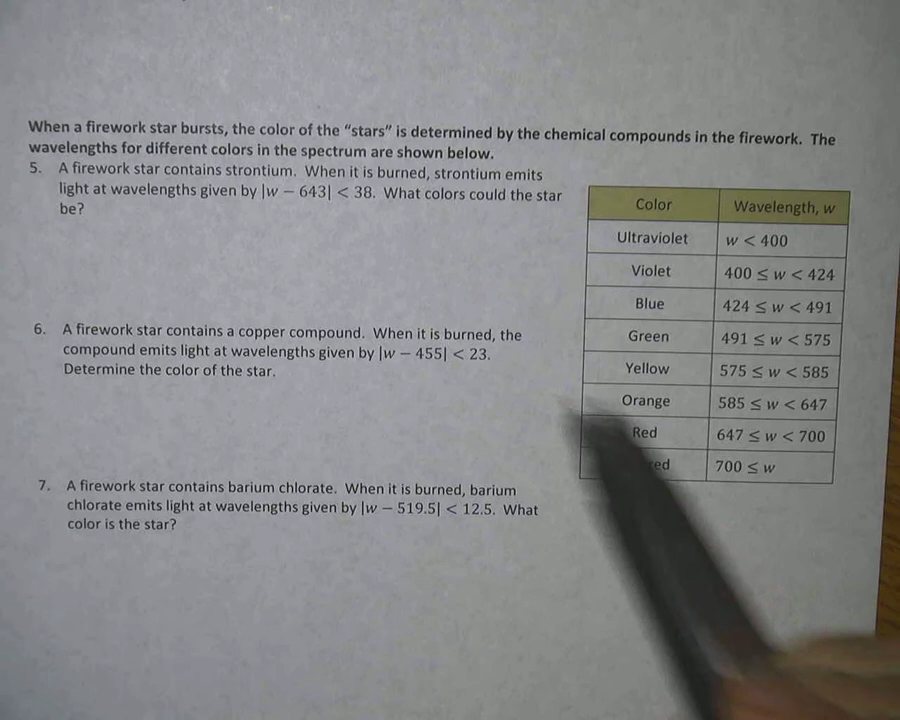 When a firework star bursts, the color of the “stars” is determined by the chemical compounds in the firework. The
wavelengths for different colors in the spectrum are shown below.
5. A firework star contains strontium. When it is burned, strontium emits
light at wavelengths given by |w − 643| < 38. What colors could the star
be?
6. A firework star contains a copper compound. When it is burned, the
compound emits light at wavelengths given by |w − 455| < 23.
Determine the color of the star.
7. A firework star contains barium chlorate. When it is burned, barium
chlorate emits light at wavelengths given by |w − 519.5| < 12.5. What
color is the star?
Color Wavelength, w
Ultraviolet w < 400
Violet 400 ≤ w < 424
Blue 424 ≤ w < 491
Green 491 ≤ w < 575
Yellow 575 ≤ w < 585
Orange 585 ≤ w < 647
Red 647 ≤ w < 700
700 ≤ w